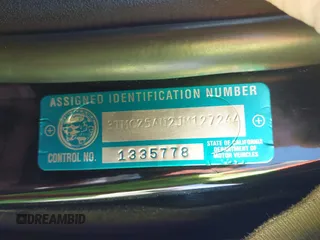 ASSIGNED IDENTIFICATION NUMBER
CONTROL NO.
1335778
STATE OF CALIFORNIA
DEPARTMENT OF
MOTOR VEHICLES
DREAMBID